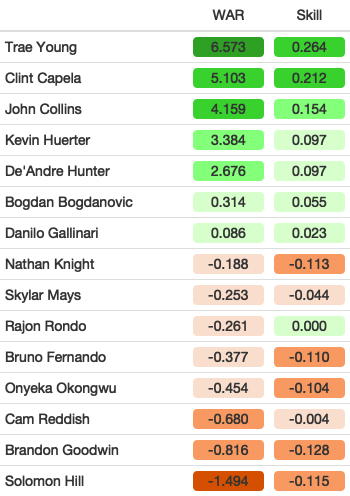 WAR Skill
Trae Young 6.573 0.264
Clint Capela 5.103 0.212
John Collins 4.159 0.154
Kevin Huerter 3.384 0.097
De'Andre Hunter 2.676 0.097
Bogdan Bogdanovic 0.314 0.055
Danilo Gallinari 0.086 0.023
Nathan Knight -0.188 -0.113
Skylar Mays -0.253 -0.044
Rajon Rondo -0.261 0.000
Bruno Fernando -0.377 -0.110
Onyeka Okongwu -0.454 -0.104
Cam Reddish -0.680 -0.004
Brandon Goodwin -0.816 -0.128
Solomon Hill -1.494 -0.115